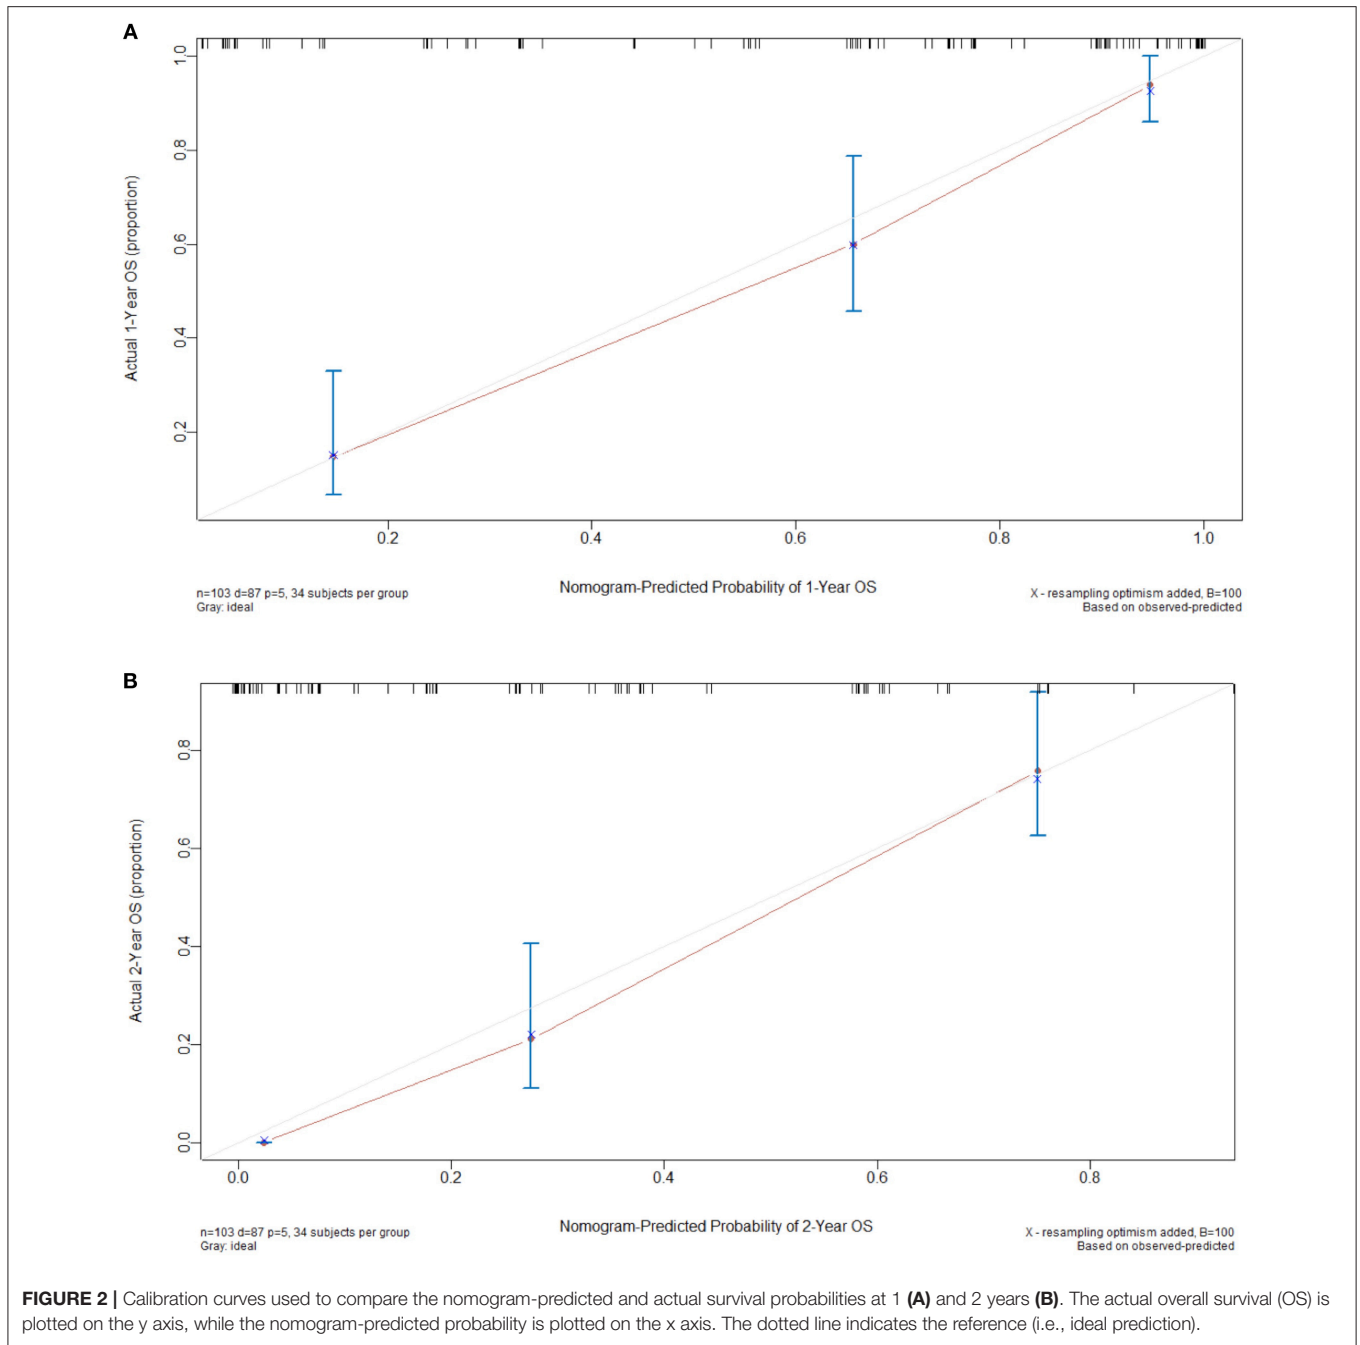 A
1.0
0.8
0.6
0.4
0.2
Actual 1-Year OS (proportion)
0.2 0.4 0.6 0.8 1.0
Nomogram-Predicted Probability of 1-Year OS
n=103 d=87 p=5, 34 subjects per group
Gray: ideal
X - resampling optimism added, B=100
Based on observed-predicted
B
0.8
0.6
0.4
0.2
0.0
Actual 2-Year OS (proportion)
0.0 0.2 0.4 0.6 0.8
Nomogram-Predicted Probability of 2-Year OS
n=103 d=87 p=5, 34 subjects per group
Gray: ideal
X - resampling optimism added, B=100
Based on observed-predicted
FIGURE 2 | Calibration curves used to compare the nomogram-predicted and actual survival probabilities at 1 (A) and 2 years (B). The actual overall survival (OS) is
plotted on the y axis, while the nomogram-predicted probability is plotted on the x axis. The dotted line indicates the reference (i.e., ideal prediction).